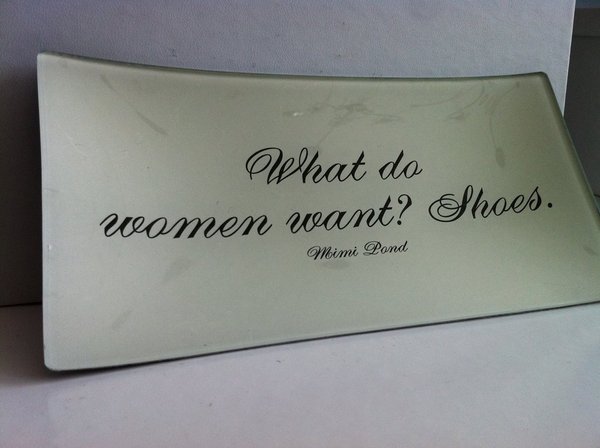 What do
women want? Shoes.
Mimi Pond